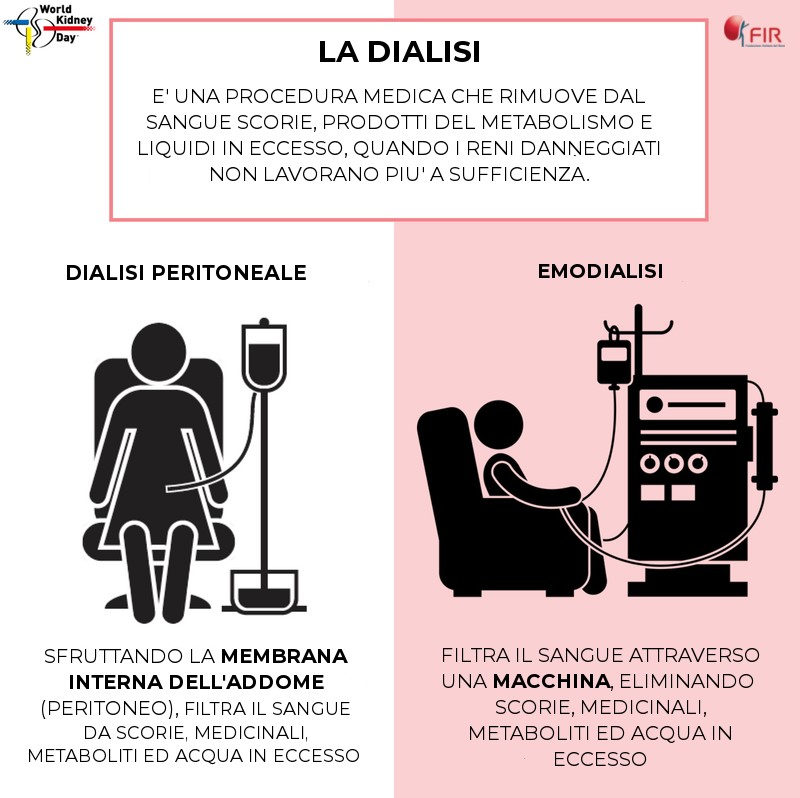 World
Kidney
Day
FIR
LA DIALISI
E' UNA PROCEDURA MEDICA CHE RIMUOVE DAL
SANGUE SCORIE, PRODOTTI DEL METABOLISMO E
LIQUIDI IN ECCESSO, QUANDO I RENI DANNEGGIATI
NON LAVORANO PIU' A SUFFICIENZA.
DIALISI PERITONEALE
SFRUTTANDO LA MEMBRANA
INTERNA DELL'ADDOME
(PERITONEO), FILTRA IL SANGUE
DA SCORIE, MEDICINALI,
METABOLITI ED ACQUA IN ECCESSO
EMODIALISI
FILTRA IL SANGUE ATTRAVERSO
UNA MACCHINA, ELIMINANDO
SCORIE, MEDICINALI,
METABOLITI ED ACQUA IN
ECCESSO